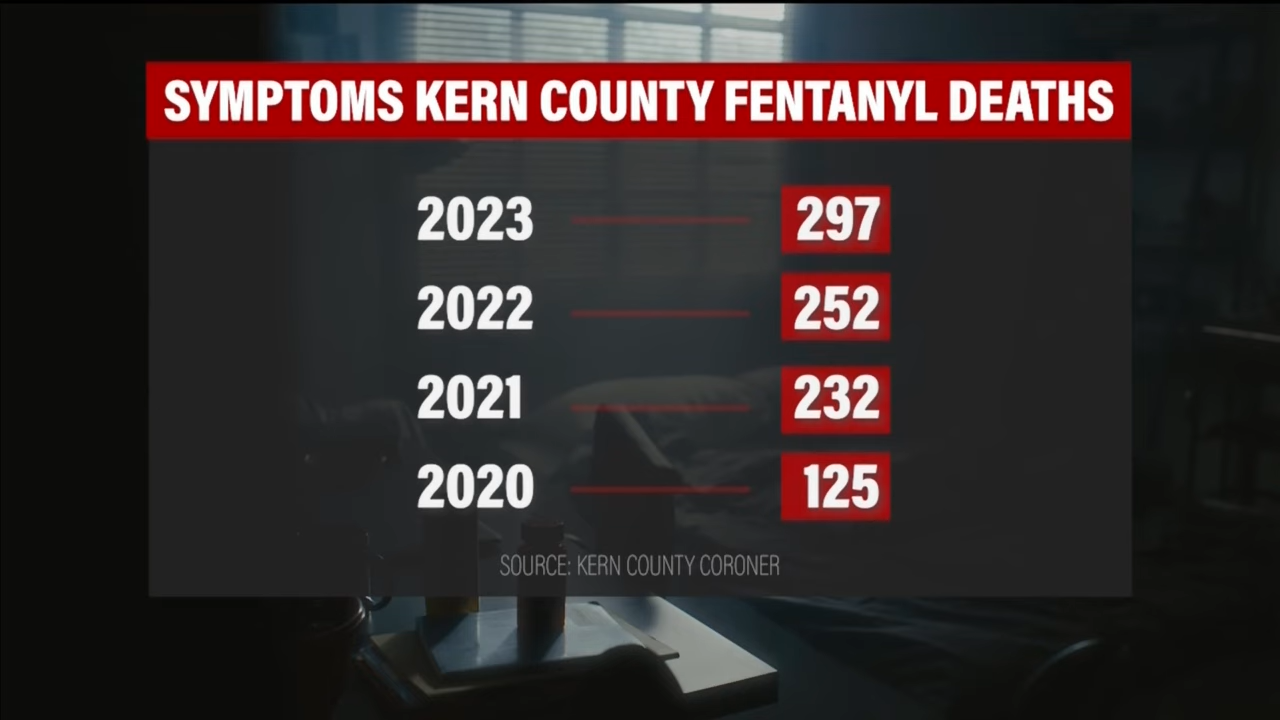 SYMPTOMS KERN COUNTY FENTANYL DEATHS
2023 297
2022 252
2021 232
2020 125
SOURCE: KERN COUNTY CORONER